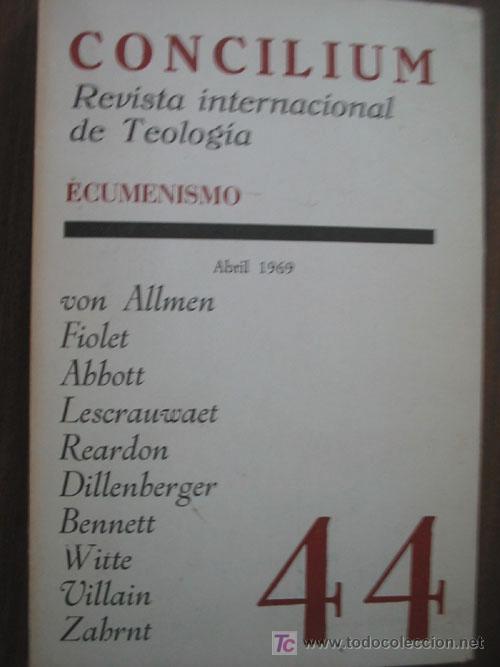 CONCILIUM
Revista internacional
de Teología
ECUMENISMO
Abril 1969
von Allmen
Fiolet
Abbott
Lescrauwaet
Reardon
Dillenberger
Bennett
Witte
Villain
Zahrnt
44
TC www.todocoleccion.net